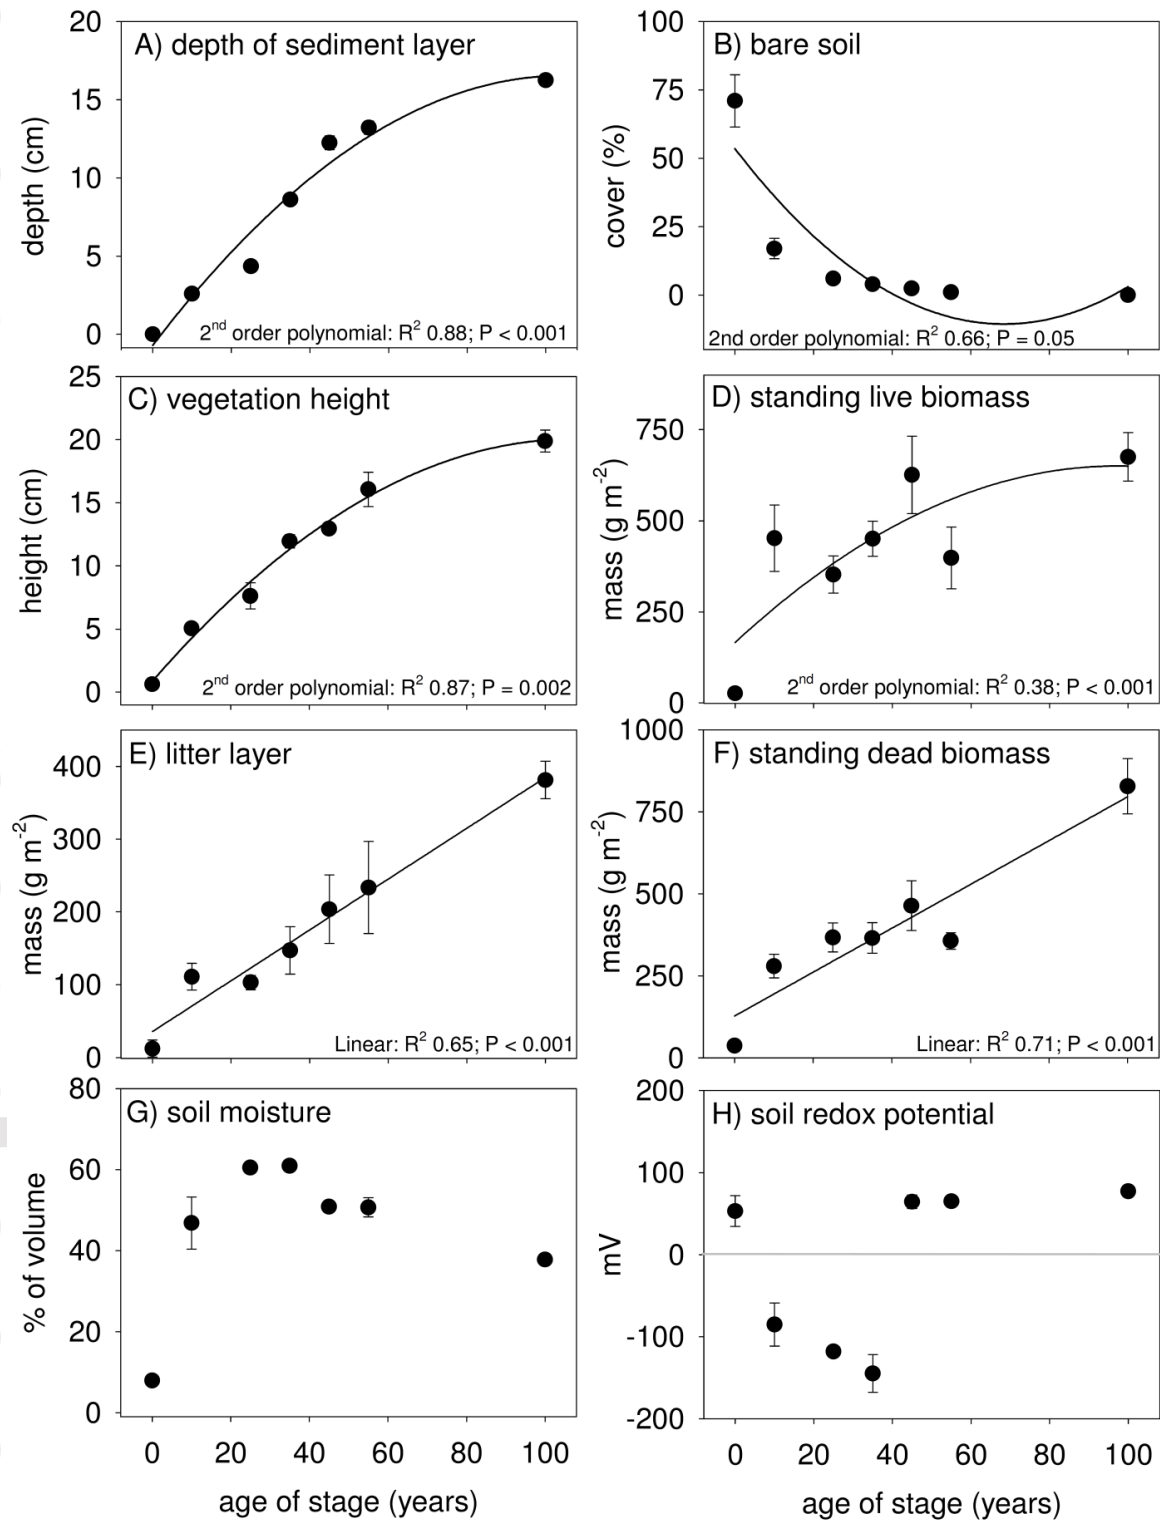 A) depth of sediment layer
20
15
10
5
0
depth (cm)
2nd order polynomial: R2 0.88; P < 0.001
B) bare soil
100
75
50
25
0
cover (%)
2nd order polynomial: R2 0.66; P = 0.05
C) vegetation height
25
20
15
10
5
0
height (cm)
2nd order polynomial: R2 0.87; P = 0.002
D) standing live biomass
750
500
250
0
mass (g m-2)
2nd order polynomial: R2 0.38; P < 0.001
E) litter layer
400
300
200
100
0
mass (g m-2)
Linear: R2 0.65; P < 0.001
F) standing dead biomass
1000
750
500
250
0
mass (g m-2)
Linear: R2 0.71; P < 0.001
G) soil moisture
80
60
40
20
0
% of volume
0 20 40 60 80 100
age of stage (years)
H) soil redox potential
200
100
0
-100
-200
mV
0 20 40 60 80 100
age of stage (years)